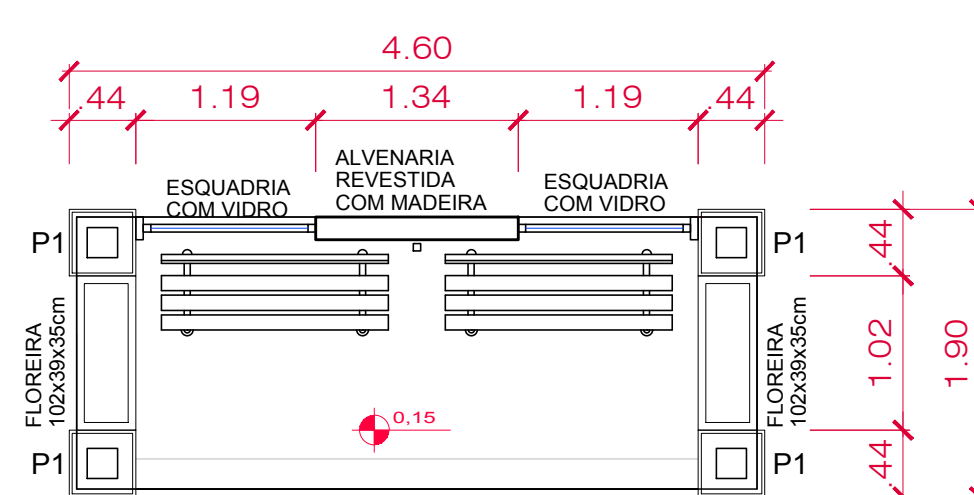 4.60
.44
1.19
1.34
1.19
.44
ALVENARIA
REVESTIDA
COM MADEIRA
ESQUADRIA
COM VIDRO
ESQUADRIA
COM VIDRO
P1
P1
.44
FLOREIRA
102x39x35cm
FLOREIRA
102x39x35cm
1.02
1.90
0,15
P1
P1
.44